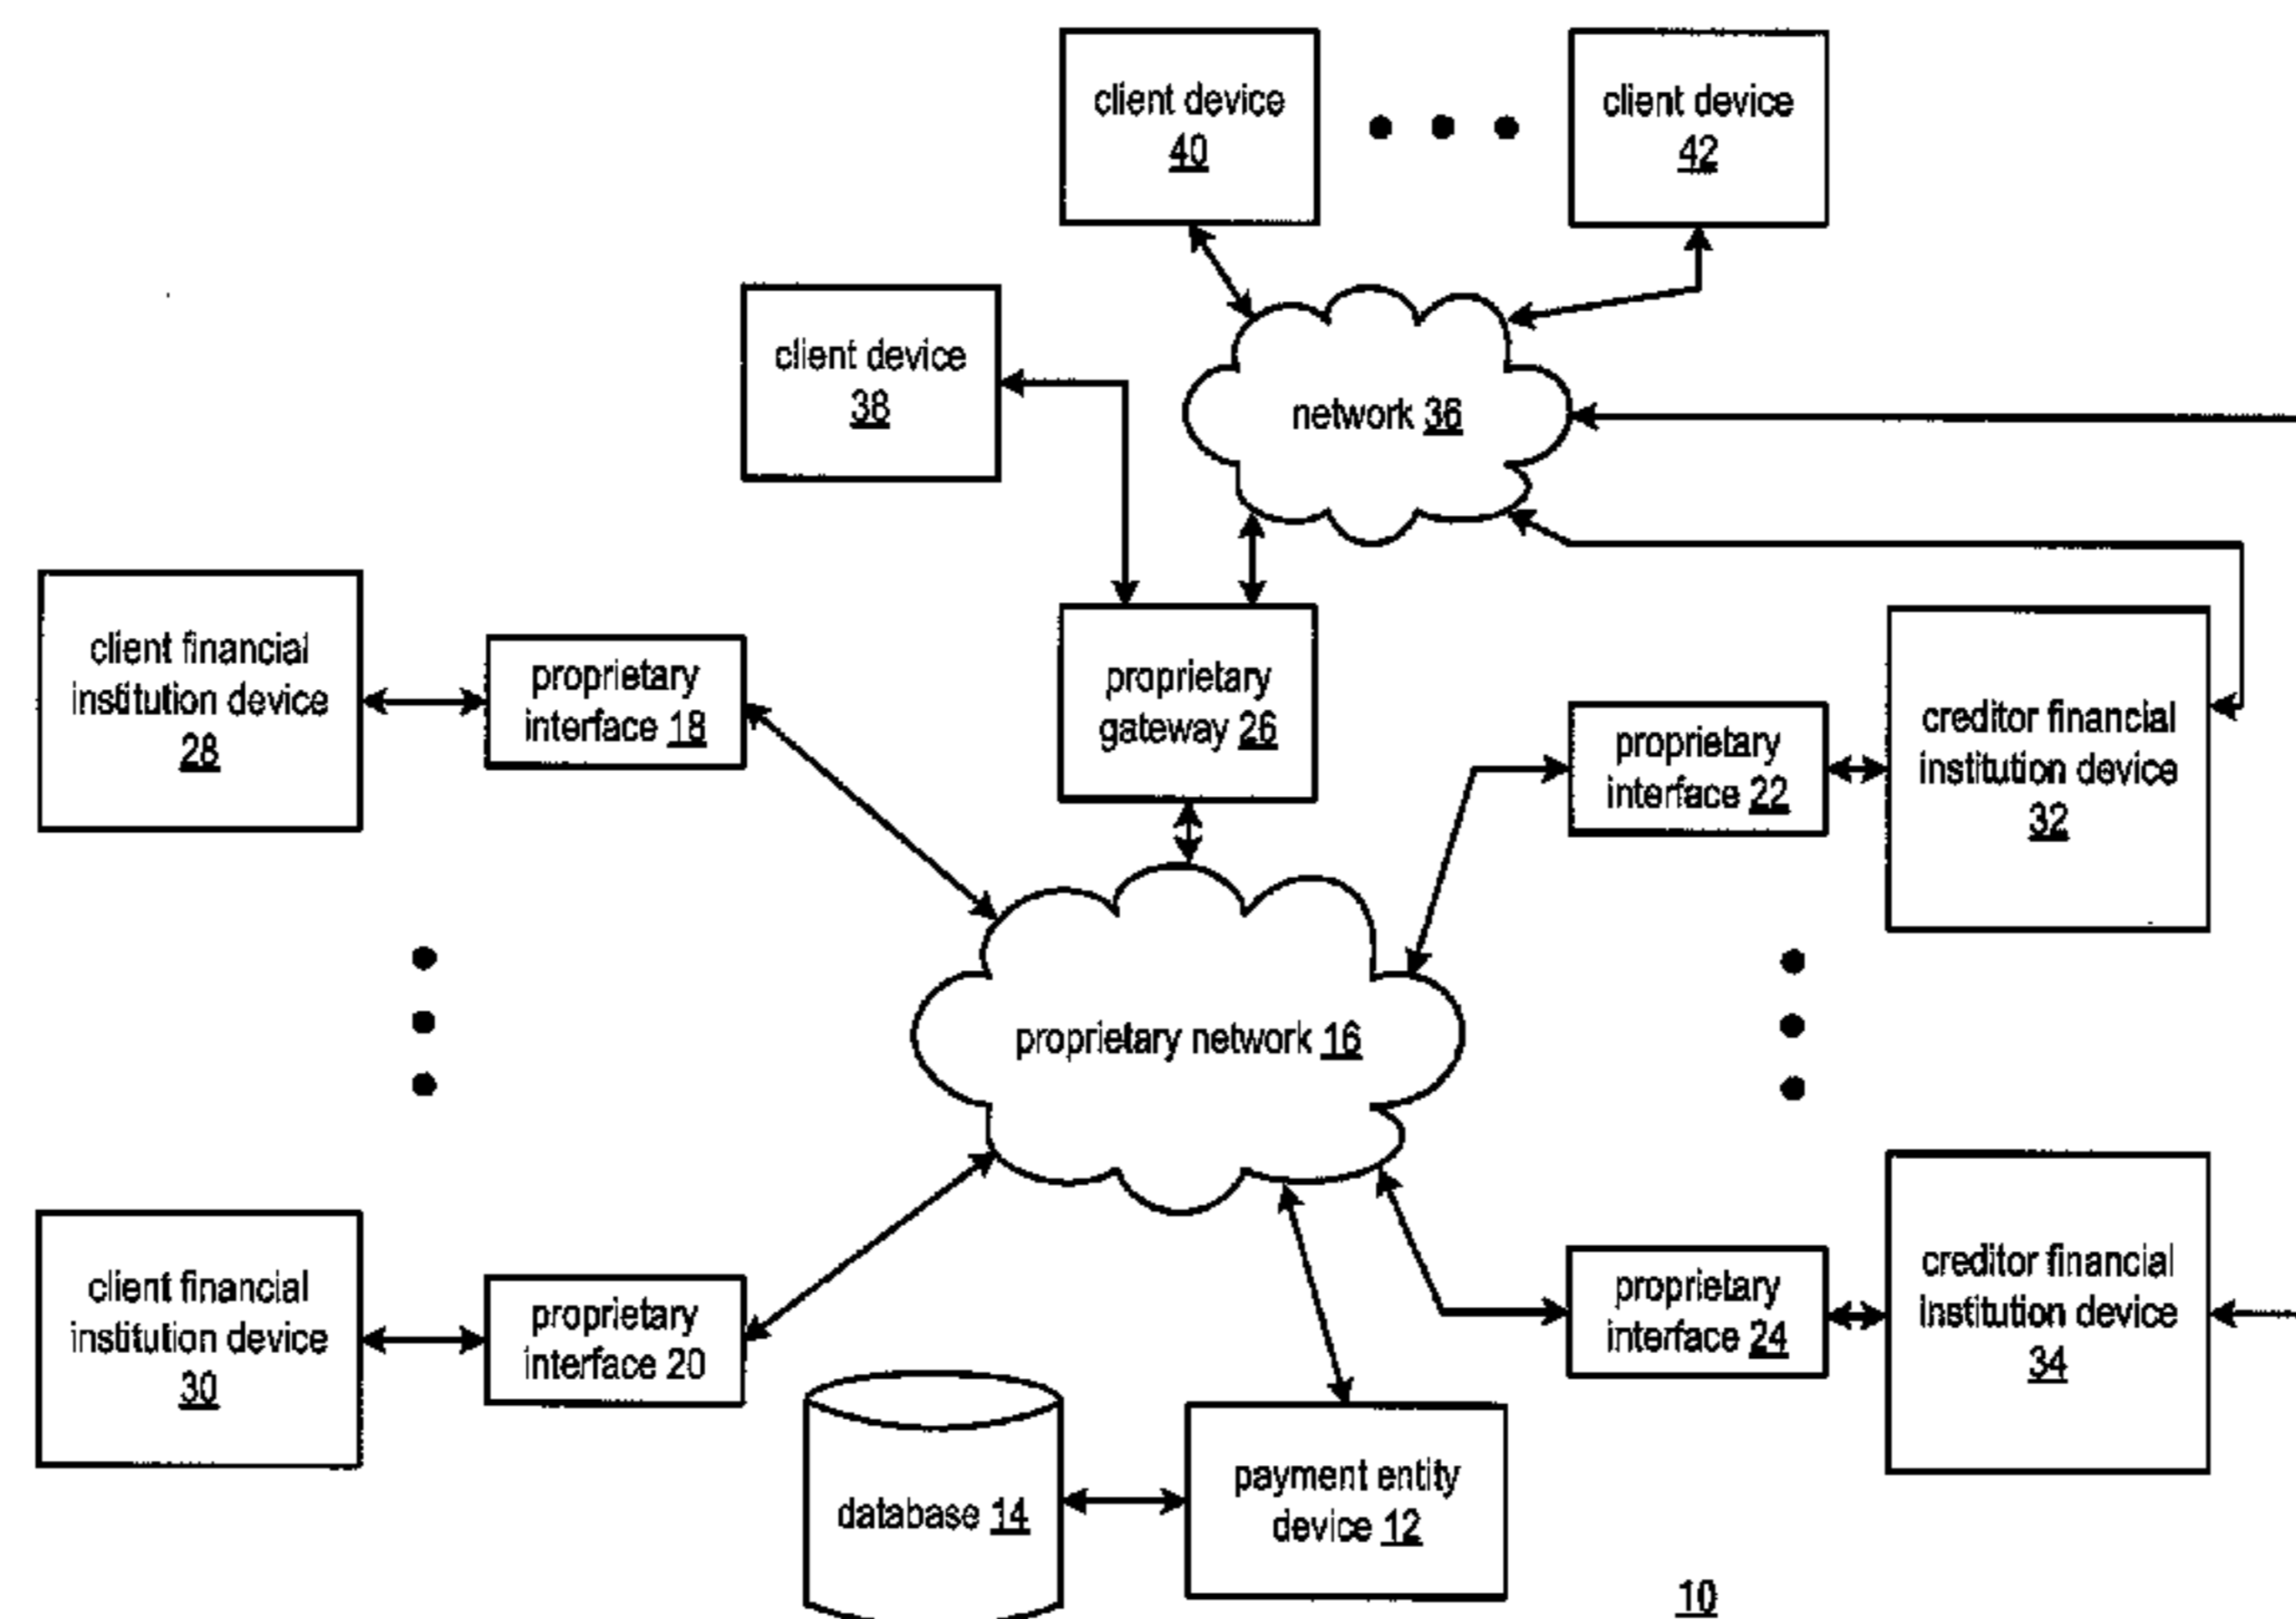 client device
40
client device
42
client device
38
network 36
client financial
institution device
28
proprietary
interface 18
proprietary
gateway 26
proprietary
interface 22
creditor financial
institution device
32
proprietary network 16
client financial
institution device
30
proprietary
interface 20
proprietary
interface 24
creditor financial
institution device
34
database 14
payment entity
device 12
10